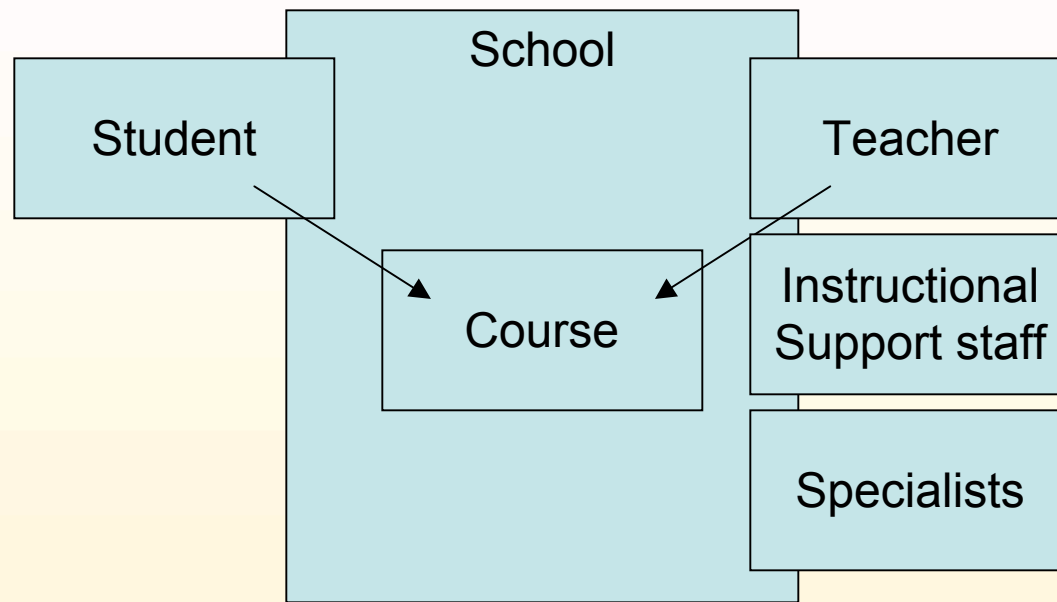 School
Student
Teacher
Course
Instructional
Support staff
Specialists